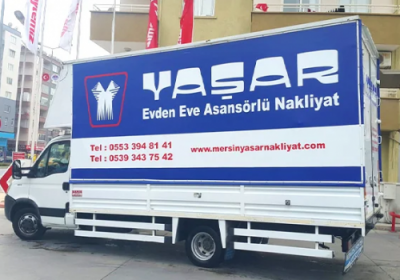 YAŞAR
Evden Eve Asansörlü Nakliyat
Tel : 0553 394 81 41
Tel : 0539 343 75 42
www.mersinyasarnakliyat.com